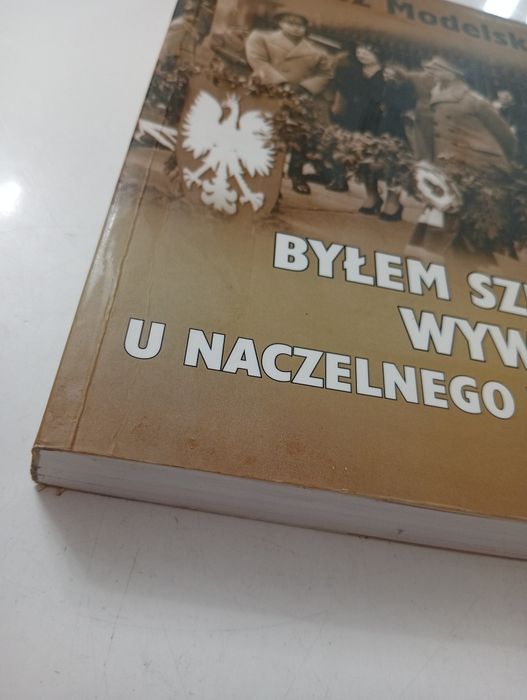 Modelsk
BYŁEM SZ
WYW
U NACZELNEGO